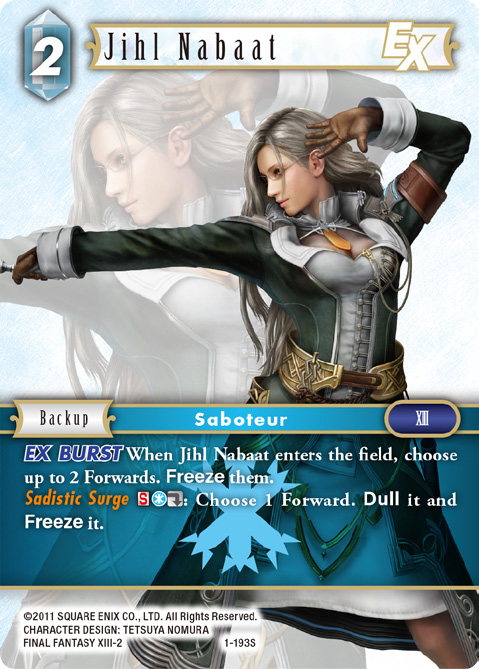 2
Jihl Nabaat
EX
Backup
Saboteur
XIII
EX BURST When Jihl Nabaat enters the field, choose
up to 2 Forwards. Freeze them.
Sadistic Surge S : Choose 1 Forward. Dull it and
Freeze it.
©2011 SQUARE ENIX CO., LTD. All Rights Reserved.
CHARACTER DESIGN: TETSUYA NOMURA
FINAL FANTASY XIII-2
1-193S